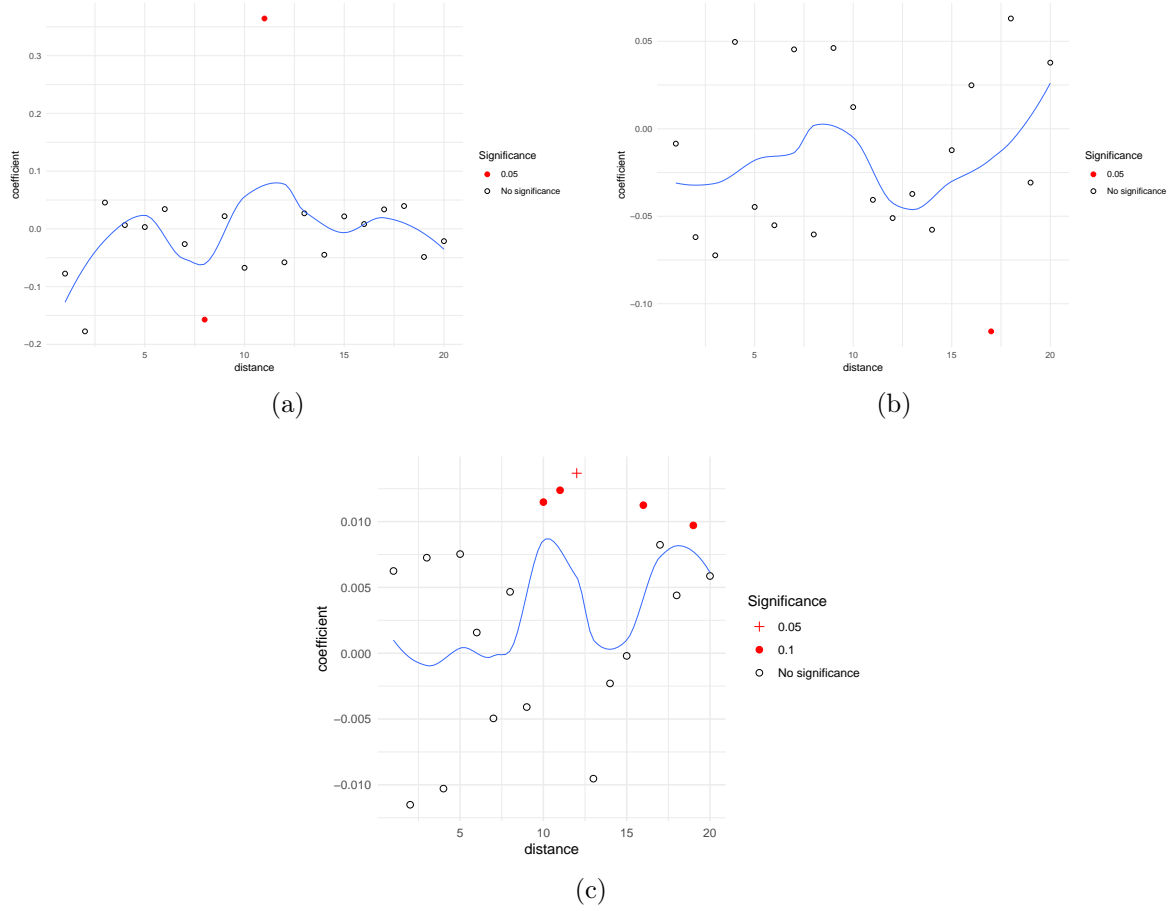 0.3
0.2
0.1
0.0
−0.1
−0.2
coefficient
5
10
15
20
distance
Significance
0.05
No significance
(a)
0.05
0.00
−0.05
−0.10
coefficient
5
10
15
20
distance
Significance
0.05
No significance
(b)
0.010
0.005
0.000
−0.005
−0.010
coefficient
5
10
15
20
distance
Significance
0.05
0.1
No significance
(c)